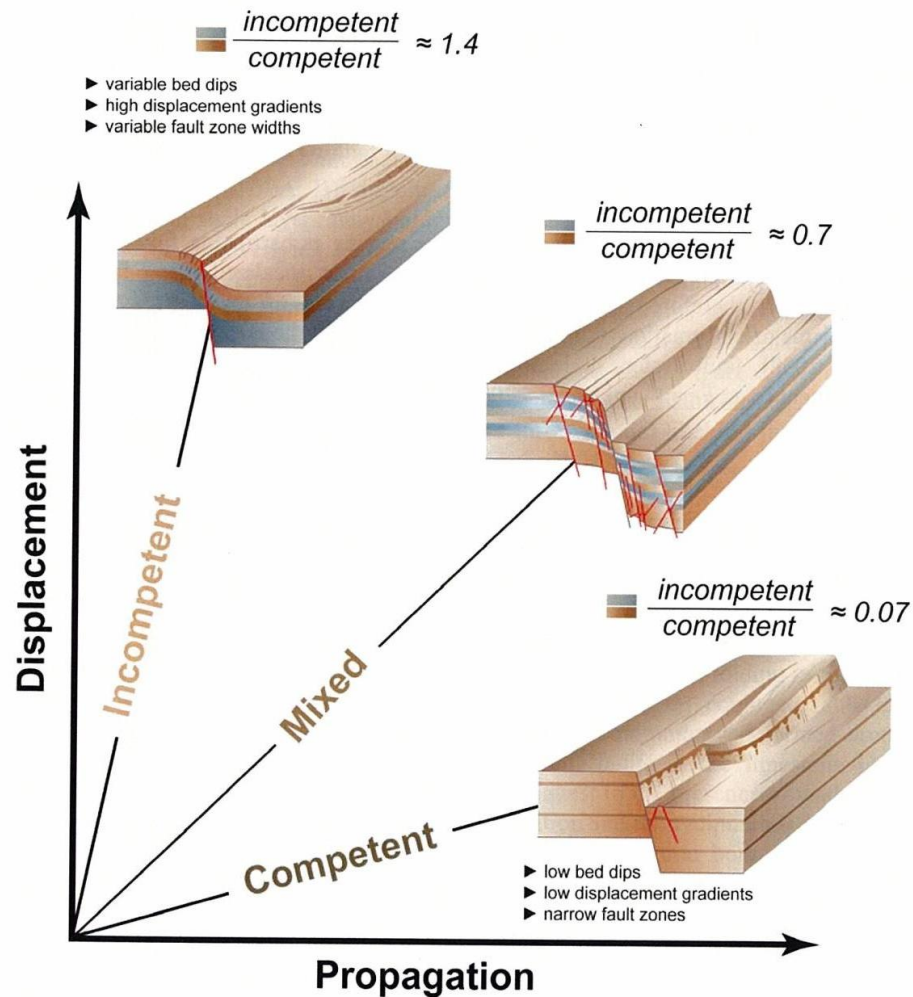 incompetent
competent
≈ 1.4
► variable bed dips
► high displacement gradients
► variable fault zone widths
incompetent
competent
≈ 0.7
incompetent
competent
≈ 0.07
Displacement
Incompetent
Mixed
Competent
► low bed dips
► low displacement gradients
► narrow fault zones
Propagation